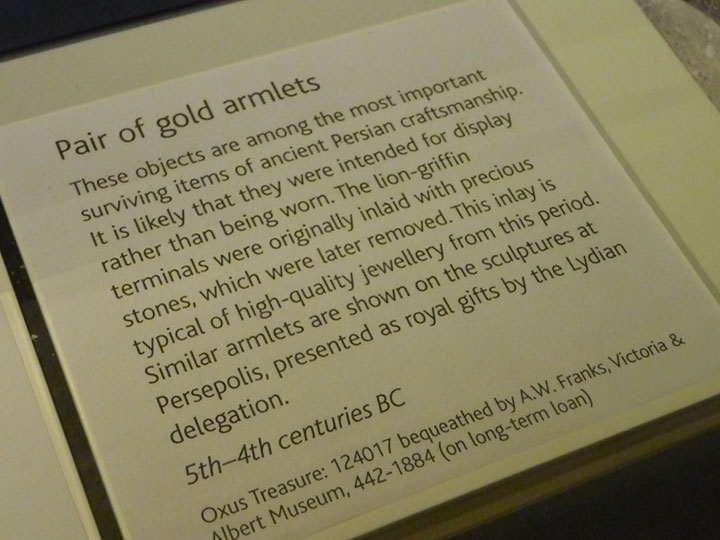 Pair of gold armlets
These objects are among the most important
surviving items of ancient Persian craftsmanship.
It is likely that they were intended for display
rather than being worn. The lion-griffin
terminals were originally inlaid with precious
stones, which were later removed. This inlay is
typical of high-quality jewellery from this period.
Similar armlets are shown on the sculptures at
Persepolis, presented as royal gifts by the Lydian
delegation.
5th–4th centuries BC
Oxus Treasure: 124017 bequeathed by A.W. Franks, Victoria &
Albert Museum, 442-1884 (on long-term loan)